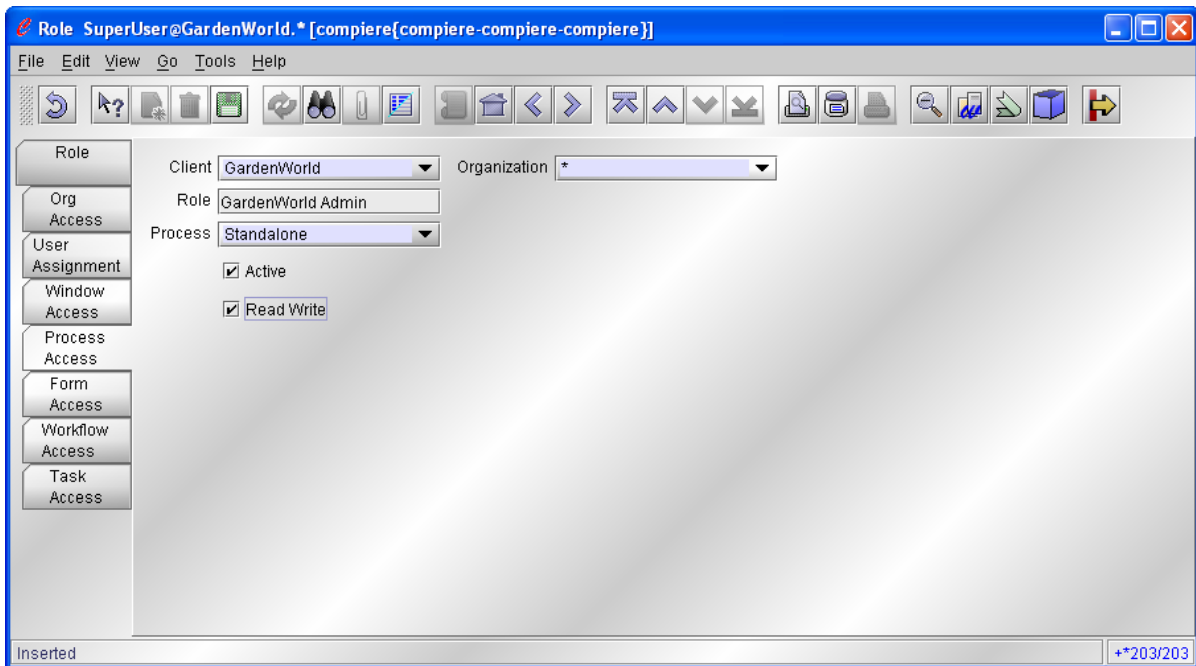 Role SuperUser@GardenWorld.* [compiere{compiere-compiere-compiere}]
File Edit View Go Tools Help
Role
Client GardenWorld Organization *
Org
Access
Role GardenWorld Admin
Process Standalone
User
Assignment
Active
Window
Access
Read Write
Process
Access
Form
Access
Workflow
Access
Task
Access
Inserted +*203/203